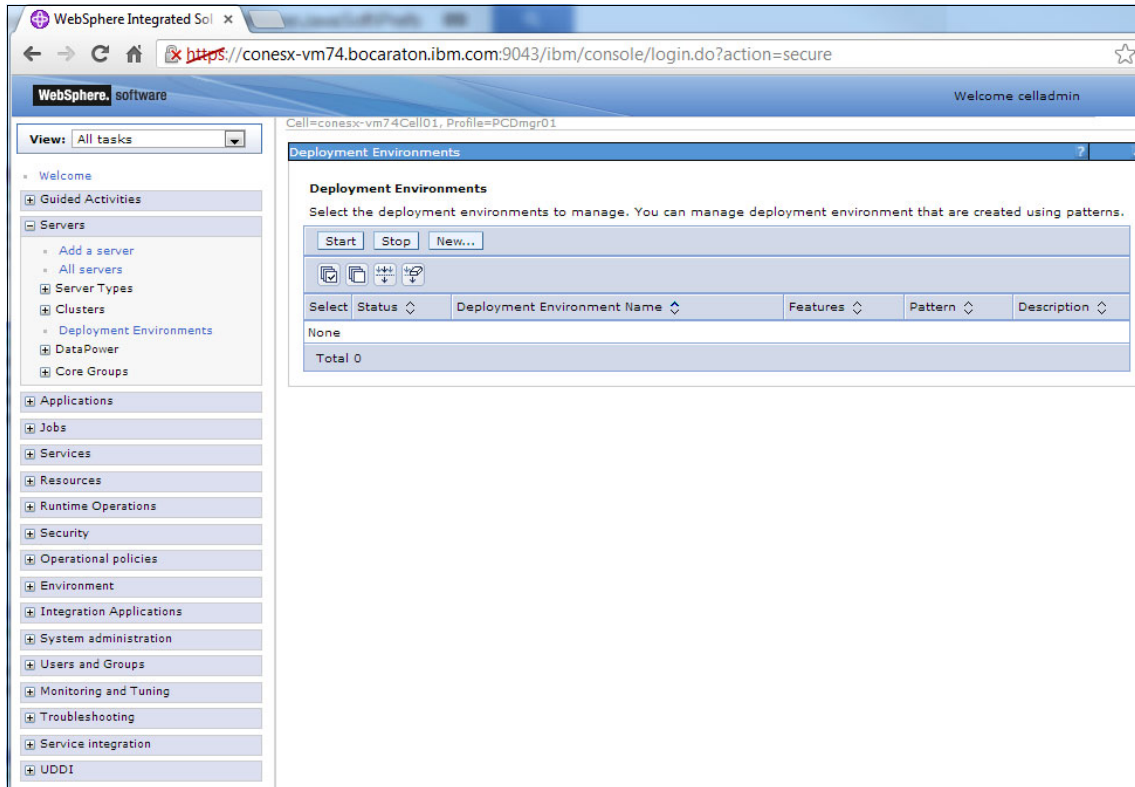 WebSphere Integrated Sol ×
https://conesx-vm74.bocaraton.ibm.com:9043/ibm/console/login.do?action=secure
WebSphere. software
Welcome celladmin
View: All tasks
Welcome
Guided Activities
Servers
Add a server
All servers
Server Types
Clusters
Deployment Environments
DataPower
Core Groups
Applications
Jobs
Services
Resources
Runtime Operations
Security
Operational policies
Environment
Integration Applications
System administration
Users and Groups
Monitoring and Tuning
Troubleshooting
Service integration
UDDI
Cell=conesx-vm74Cell01, Profile=PCDmgr01
Deployment Environments ?
Deployment Environments
Select the deployment environments to manage. You can manage deployment environment that are created using patterns.
Start Stop New...
Select Status Deployment Environment Name Features Pattern Description
None
Total 0